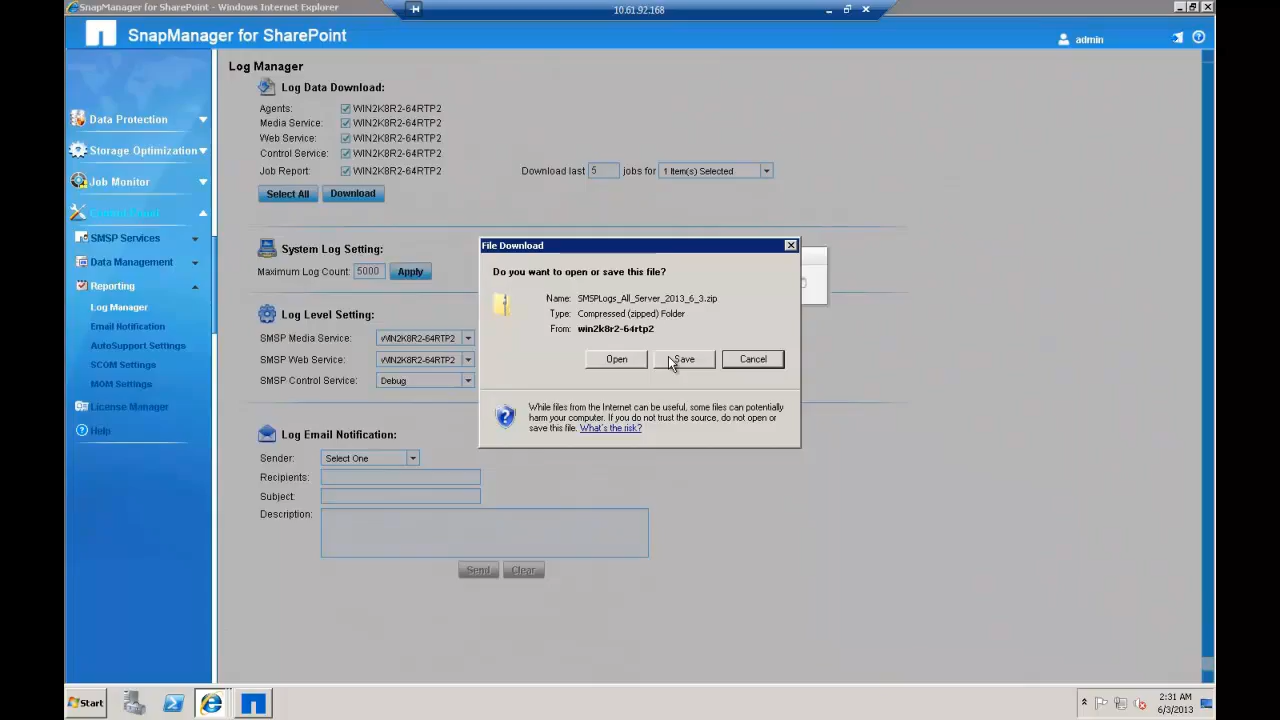 SnapManager for SharePoint - Windows Internet Explorer
10.61.92.168
SnapManager for SharePoint
admin
Log Manager
Log Data Download:
Agents: WIN2K8R2-64RTP2
Media Service: WIN2K8R2-64RTP2
Web Service: WIN2K8R2-64RTP2
Control Service: WIN2K8R2-64RTP2
Job Report: WIN2K8R2-64RTP2 Download last 5 jobs for 1 Item(s) Selected
Select All Download
System Log Setting:
Maximum Log Count: 5000 Apply
Log Level Setting:
SMSP Media Service: WIN2K8R2-64RTP2
SMSP Web Service: WIN2K8R2-64RTP2
SMSP Control Service: Debug
Log Email Notification:
Sender: Select One
Recipients:
Subject:
Description:
Send Clear
Data Protection
Storage Optimization
Job Monitor
Control Panel
SMSP Services
Data Management
Reporting
Log Manager
Email Notification
AutoSupport Settings
SCOM Settings
MOM Settings
License Manager
Help
File Download
Do you want to open or save this file?
Name: SMSPLogs_All_Server_2013_6_3.zip
Type: Compressed (zipped) Folder
From: win2k8r2-64rtp2
Open Save Cancel
While files from the Internet can be useful, some files can potentially
harm your computer. If you do not trust the source, do not open or
save this file. What's the risk?
Start
2:31 AM
6/3/2013